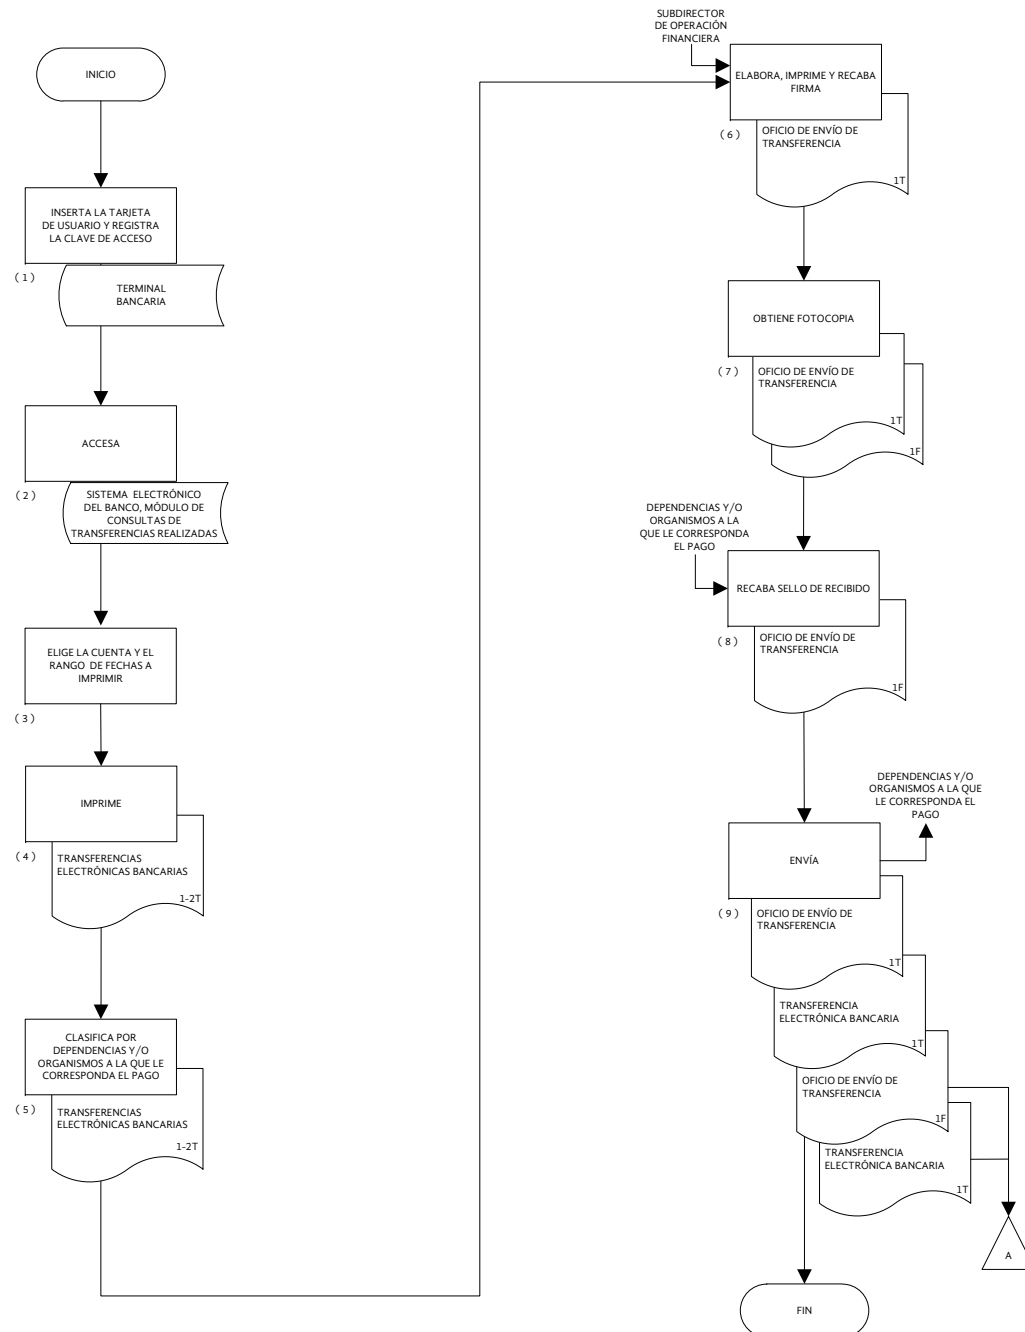 INICIO
INSERTA LA TARJETA
DE USUARIO Y REGISTRA
LA CLAVE DE ACCESO
( 1 )
TERMINAL
BANCARIA
ACCESA
( 2 )
SISTEMA ELECTRÓNICO
DEL BANCO, MÓDULO DE
CONSULTAS DE
TRANSFERENCIAS REALIZADAS
ELIGE LA CUENTA Y EL
RANGO DE FECHAS A
IMPRIMIR
( 3 )
IMPRIME
( 4 )
TRANSFERENCIAS
ELECTRÓNICAS BANCARIAS
1-2T
CLASIFICA POR
DEPENDENCIAS Y/O
ORGANISMOS A LA QUE LE
CORRESPONDA EL PAGO
( 5 )
TRANSFERENCIAS
ELECTRÓNICAS BANCARIAS
1-2T
SUBDIRECTOR
DE OPERACIÓN
FINANCIERA
ELABORA, IMPRIME Y RECABA
FIRMA
( 6 )
OFICIO DE ENVÍO DE
TRANSFERENCIA
1T
OBTIENE FOTOCOPIA
( 7 )
OFICIO DE ENVÍO DE
TRANSFERENCIA
1T
1F
DEPENDENCIAS Y/O
ORGANISMOS A LA
QUE LE CORRESPONDA
EL PAGO
RECABA SELLO DE RECIBIDO
( 8 )
OFICIO DE ENVÍO DE
TRANSFERENCIA
1F
DEPENDENCIAS Y/O
ORGANISMOS A LA QUE
LE CORRESPONDA EL
PAGO
ENVÍA
( 9 )
OFICIO DE ENVÍO DE
TRANSFERENCIA
1T
TRANSFERENCIA
ELECTRÓNICA BANCARIA
1T
OFICIO DE ENVÍO DE
TRANSFERENCIA
1F
TRANSFERENCIA
ELECTRÓNICA BANCARIA
1T
A
FIN